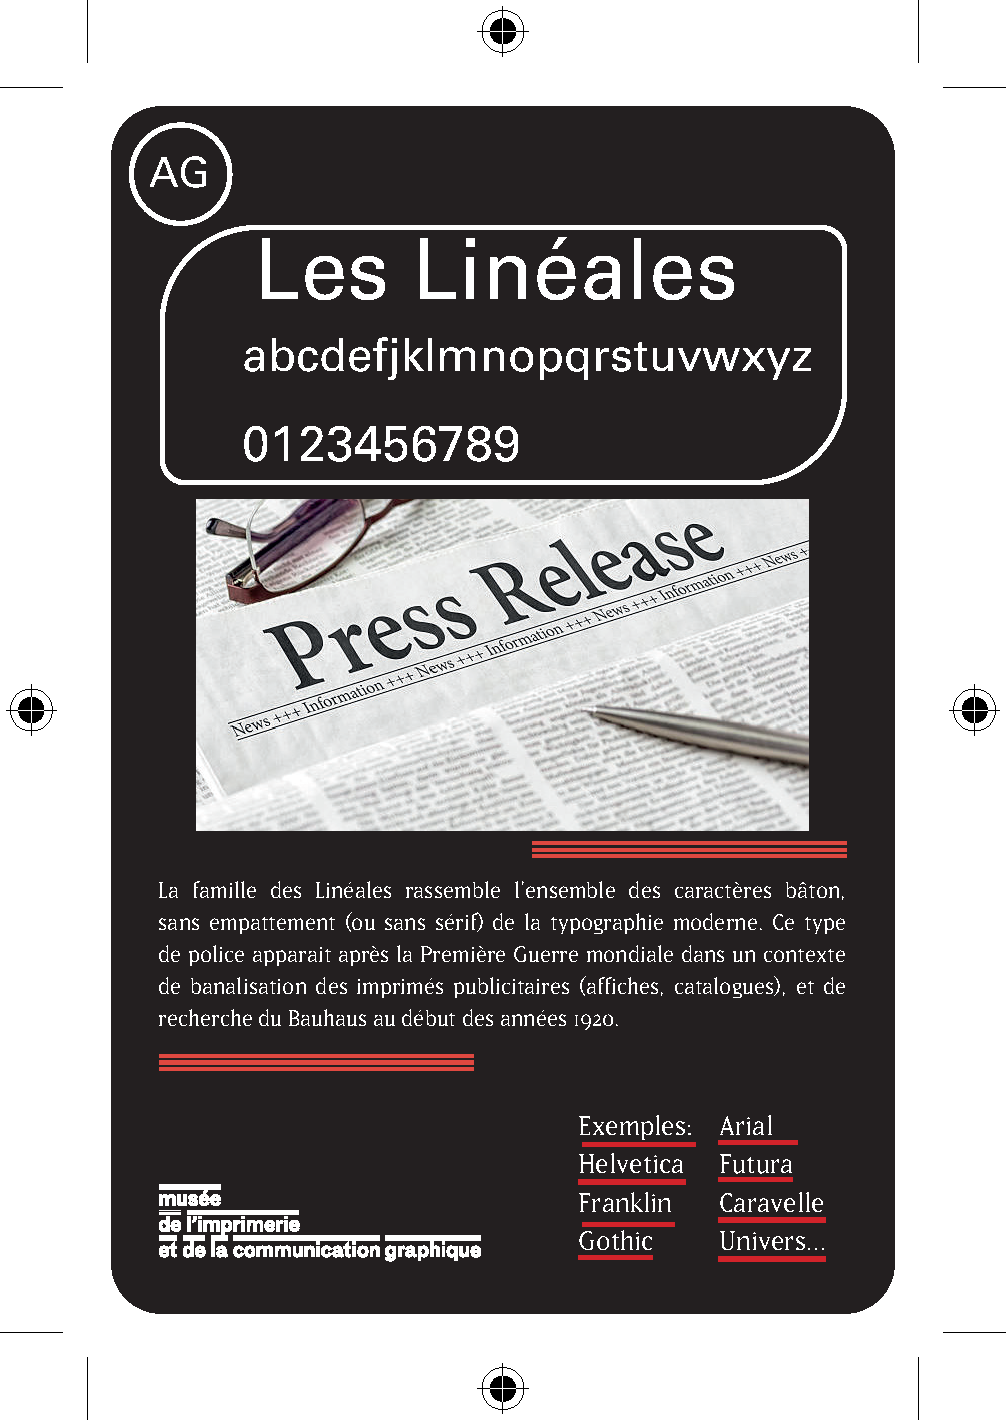 AG
Les Linéales
abcdefjklmnopqrstuvwxyz
0123456789
Press Release
News +++ Information +++ News +++ Information +++ News +++ Information +++ News +
La famille des Linéales rassemble l'ensemble des caractères bâton,
sans empattement (ou sans sérif) de la typographie moderne. Ce type
de police apparait après la Première Guerre mondiale dans un contexte
de banalisation des imprimés publicitaires (affiches, catalogues), et de
recherche du Bauhaus au début des années 1920.
Exemples: Arial
Helvetica Futura
Franklin Caravelle
Gothic Univers...
musée
de l'imprimerie
et de la communication graphique